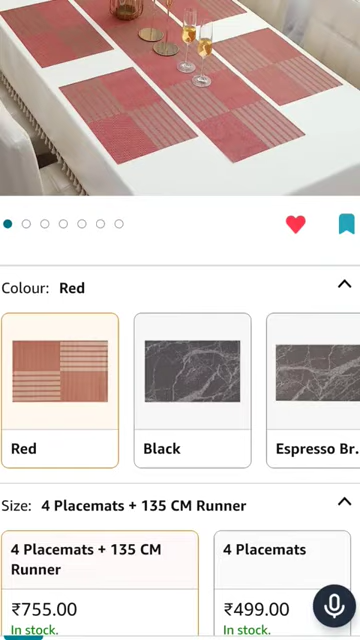 Colour: Red
Red
Black
Espresso Br...
Size: 4 Placemats + 135 CM Runner
4 Placemats + 135 CM
Runner
4 Placemats
₹755.00
₹499.00
In stock.
In stock.